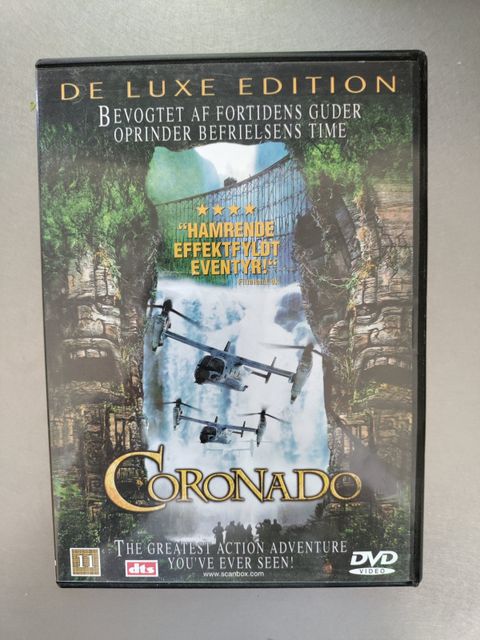 DE LUXE EDITION
BEVOGTET AF FORTIDENS GUDER
OPRINDER BEFRIELSENS TIME
"HAMRENDE
EFFEKTFYLDT
EVENTYR!"
CORONADO
THE GREATEST ACTION ADVENTURE
YOU'VE EVER SEEN!
www.scanbox.com
11
dts
DVD
VIDEO